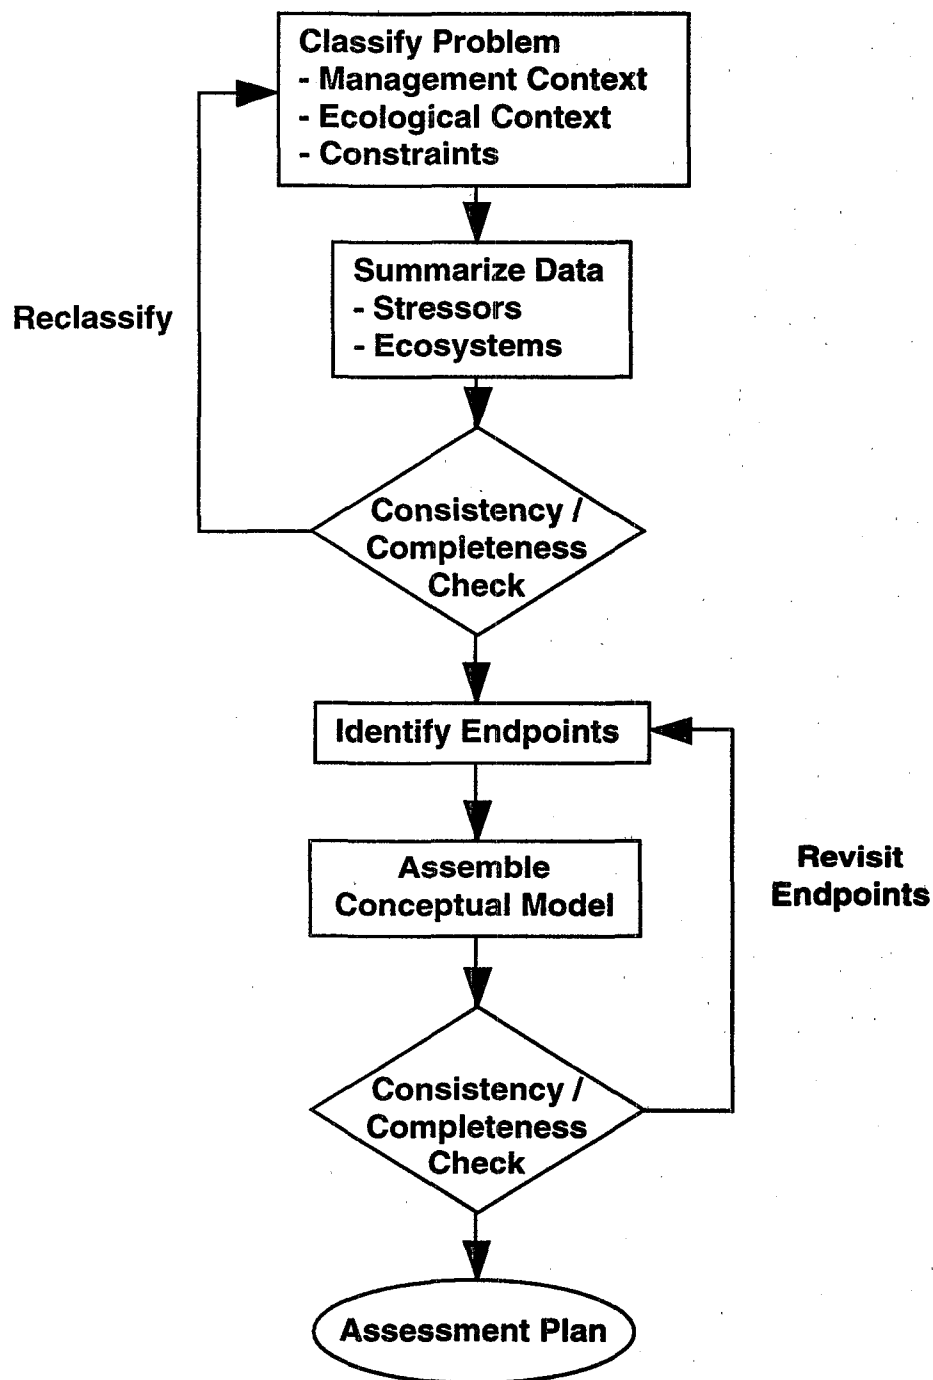 Classify Problem
- Management Context
- Ecological Context
- Constraints
Summarize Data
- Stressors
- Ecosystems
Reclassify
Consistency /
Completeness
Check
Identify Endpoints
Assemble
Conceptual Model
Revisit
Endpoints
Consistency /
Completeness
Check
Assessment Plan